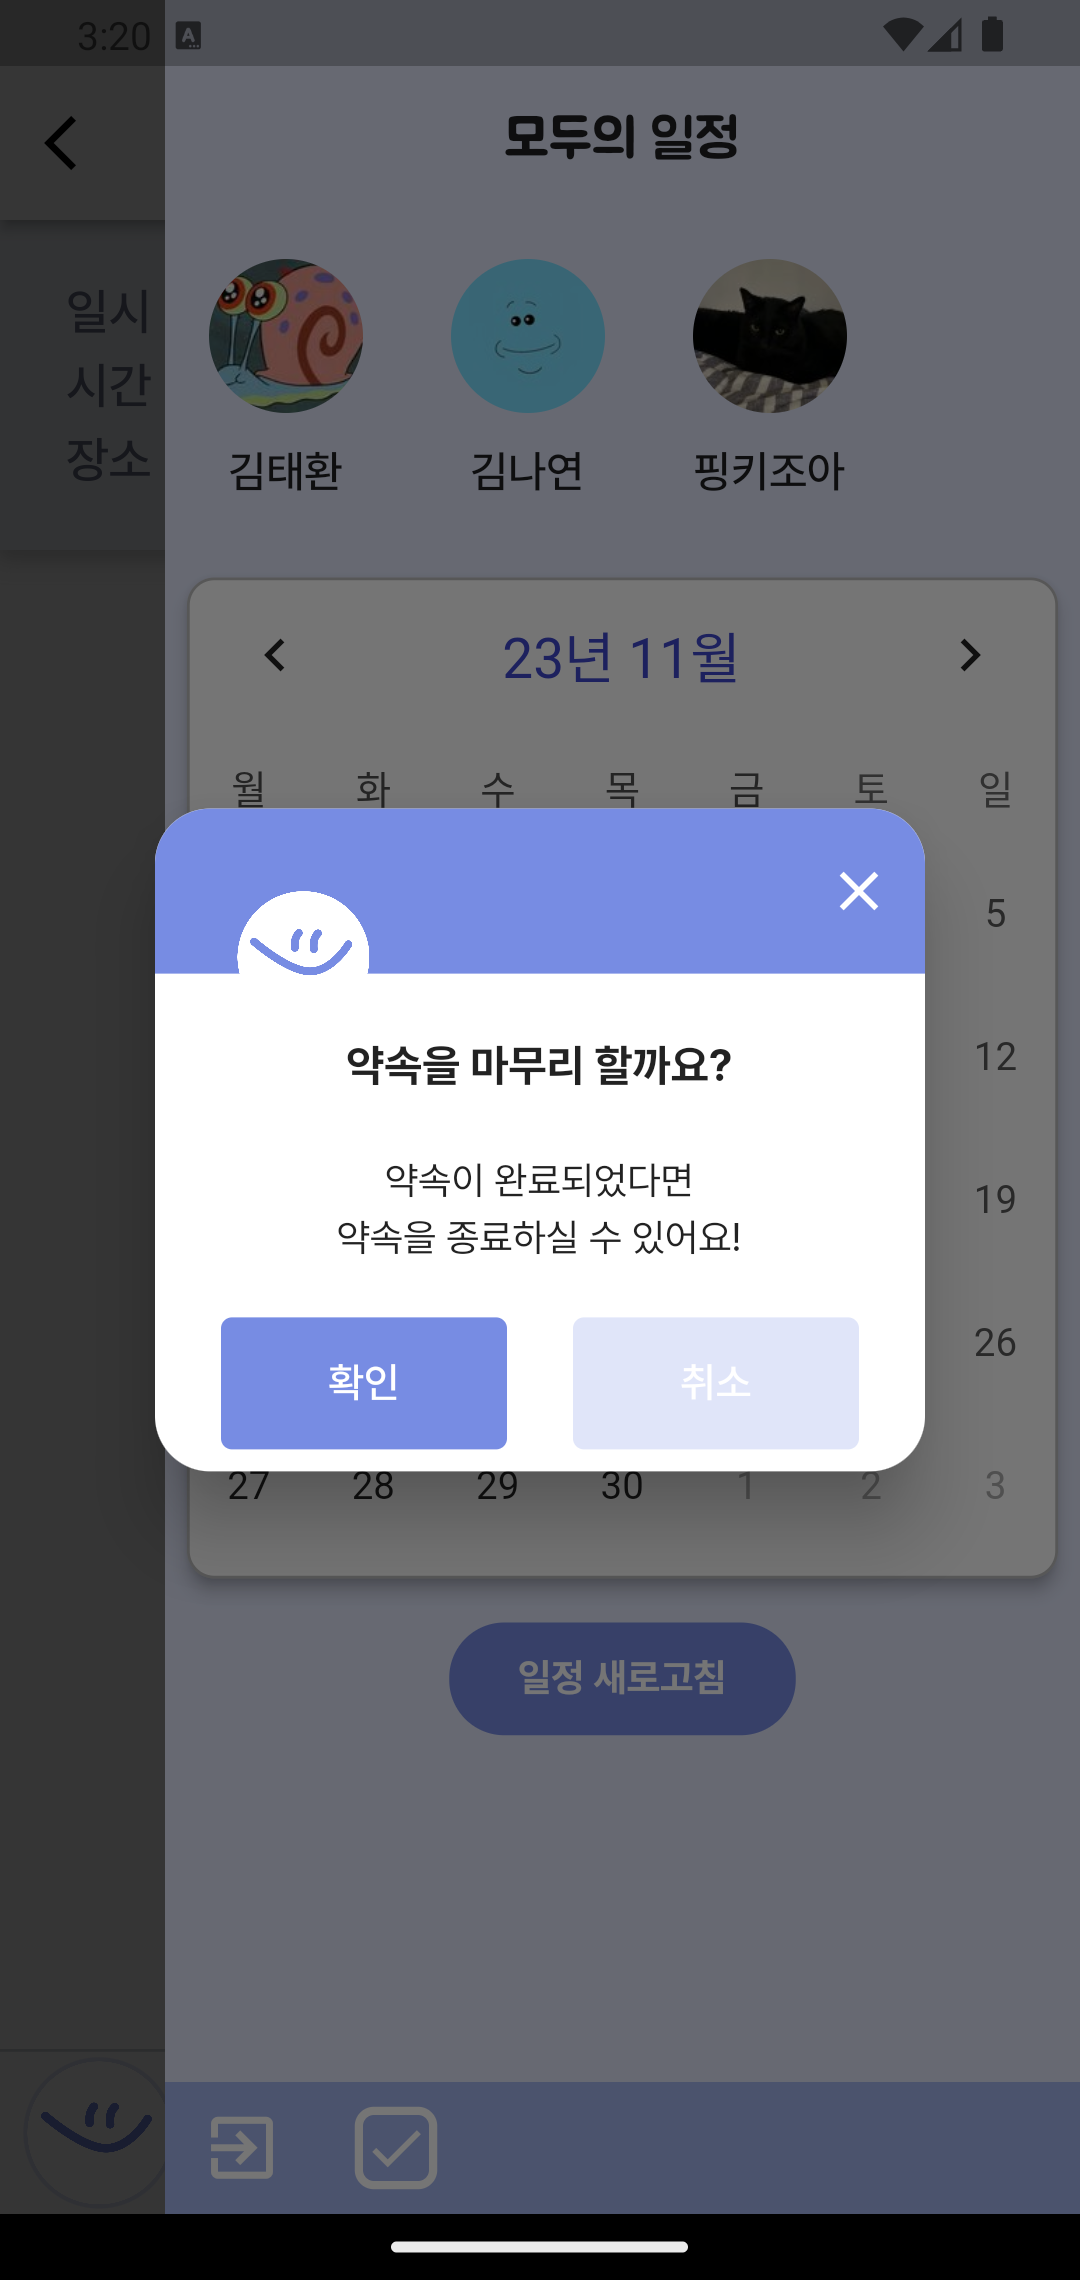 3:20
모두의 일정
일시
시간
장소
김태환 김나연 핑키조아
23년 11월
월 화 수 목 금 토 일
5
12
약속을 마무리 할까요?
약속이 완료되었다면
19
약속을 종료하실 수 있어요!
26
확인 취소
27 28 29 30 1 2 3
일정 새로고침